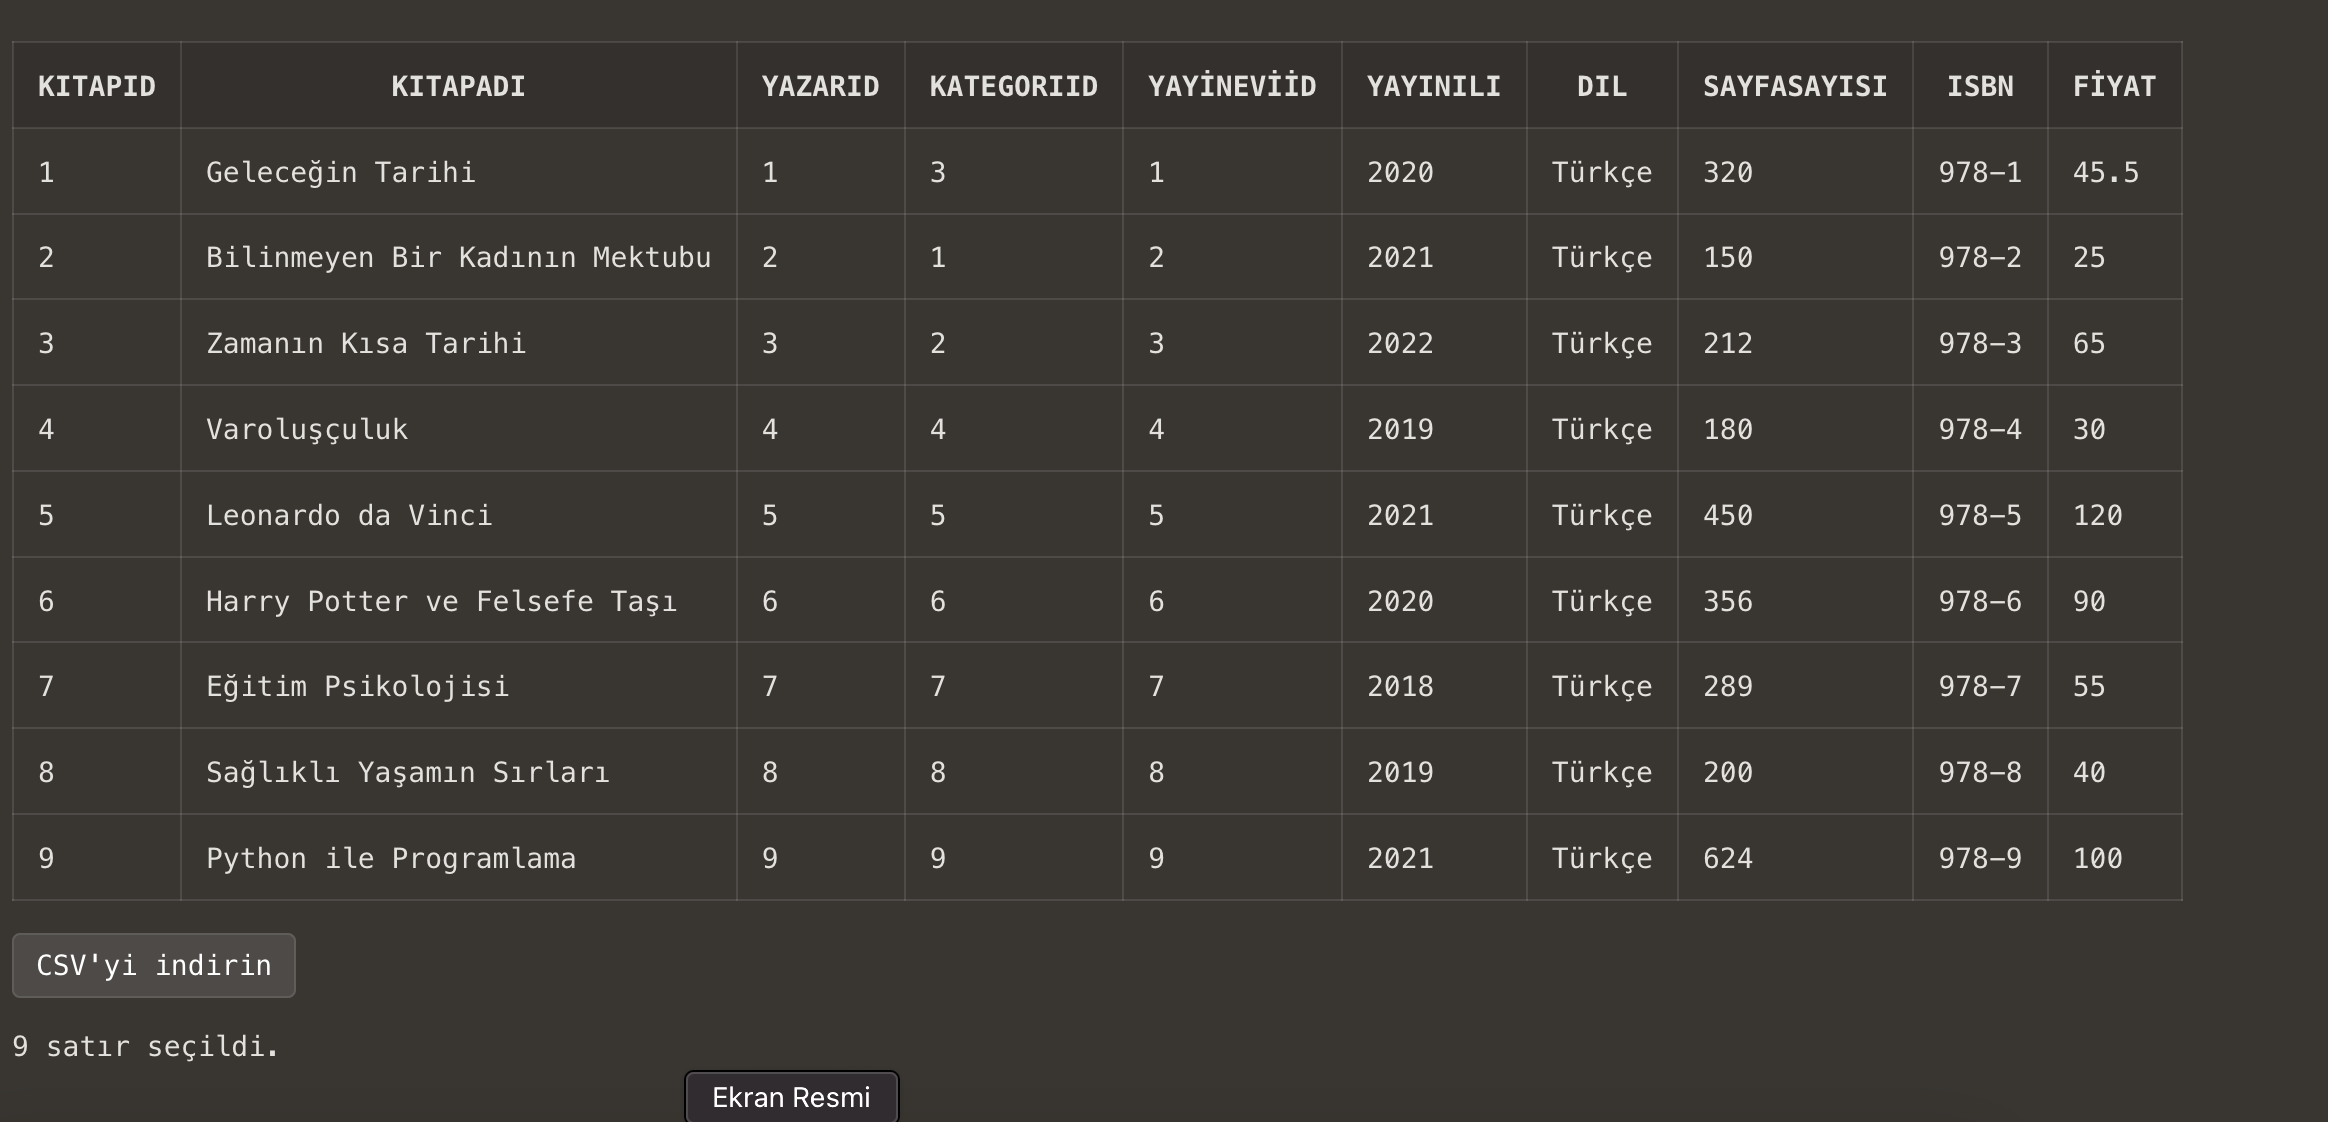 KITAPID KITAPADI YAZARID KATEGORIID YAYİNEVİİD YAYINILI DIL SAYFASAYISI ISBN FİYAT
1 Geleceğin Tarihi 1 3 1 2020 Türkçe 320 978-1 45.5
2 Bilinmeyen Bir Kadının Mektubu 2 1 2 2021 Türkçe 150 978-2 25
3 Zamanın Kısa Tarihi 3 2 3 2022 Türkçe 212 978-3 65
4 Varoluşçuluk 4 4 4 2019 Türkçe 180 978-4 30
5 Leonardo da Vinci 5 5 5 2021 Türkçe 450 978-5 120
6 Harry Potter ve Felsefe Taşı 6 6 6 2020 Türkçe 356 978-6 90
7 Eğitim Psikolojisi 7 7 7 2018 Türkçe 289 978-7 55
8 Sağlıklı Yaşamın Sırları 8 8 8 2019 Türkçe 200 978-8 40
9 Python ile Programlama 9 9 9 2021 Türkçe 624 978-9 100
CSV'yi indirin
9 satır seçildi.
Ekran Resmi